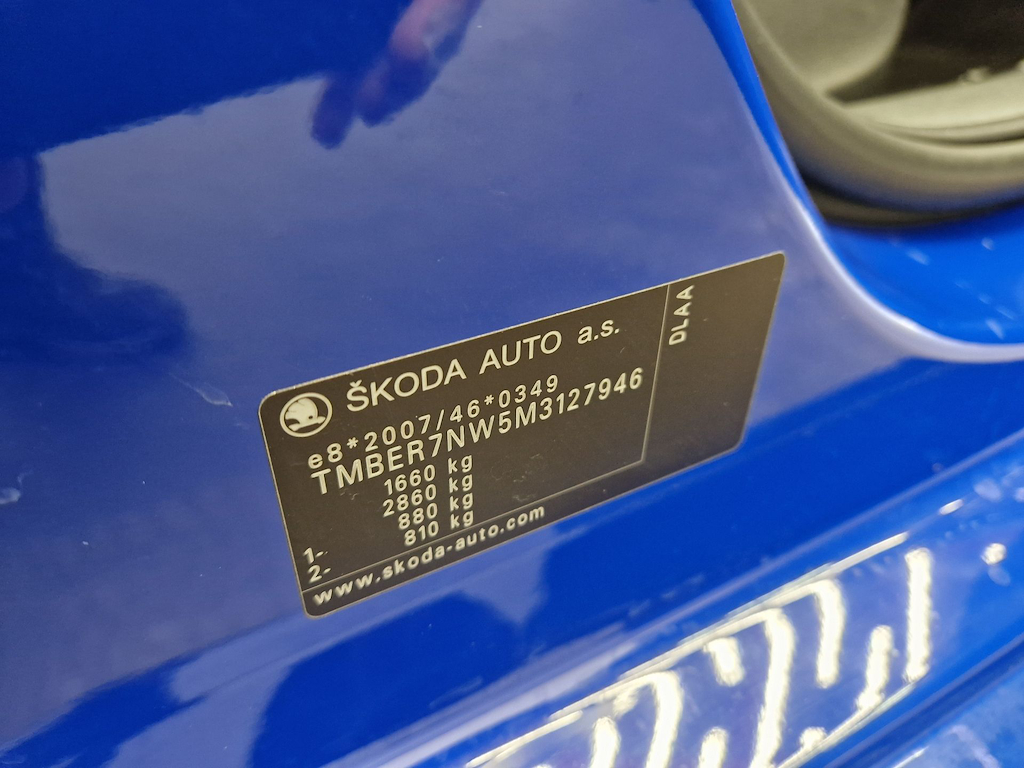 ŠKODA AUTO a.s.
DLAA
e8*2007/46*0349
TMBER7NW5M3127946
1660 kg
2860 kg
1- 880 kg
2- 810 kg
www.skoda-auto.com